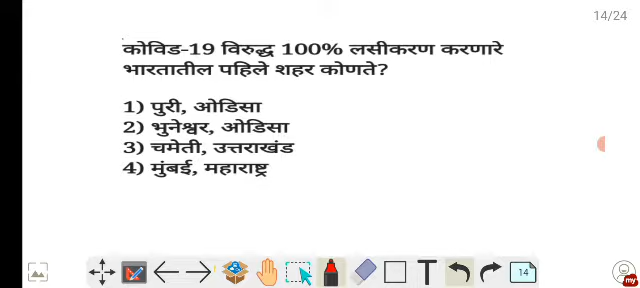 14/24
कोविड-19 विरुद्ध 100% लसीकरण करणारे
भारतातील पहिले शहर कोणते?
1) पुरी, ओडिसा
2) भुनेश्वर, ओडिसा
3) चमेती, उत्तराखंड
4) मुंबई, महाराष्ट्र
T
14
my